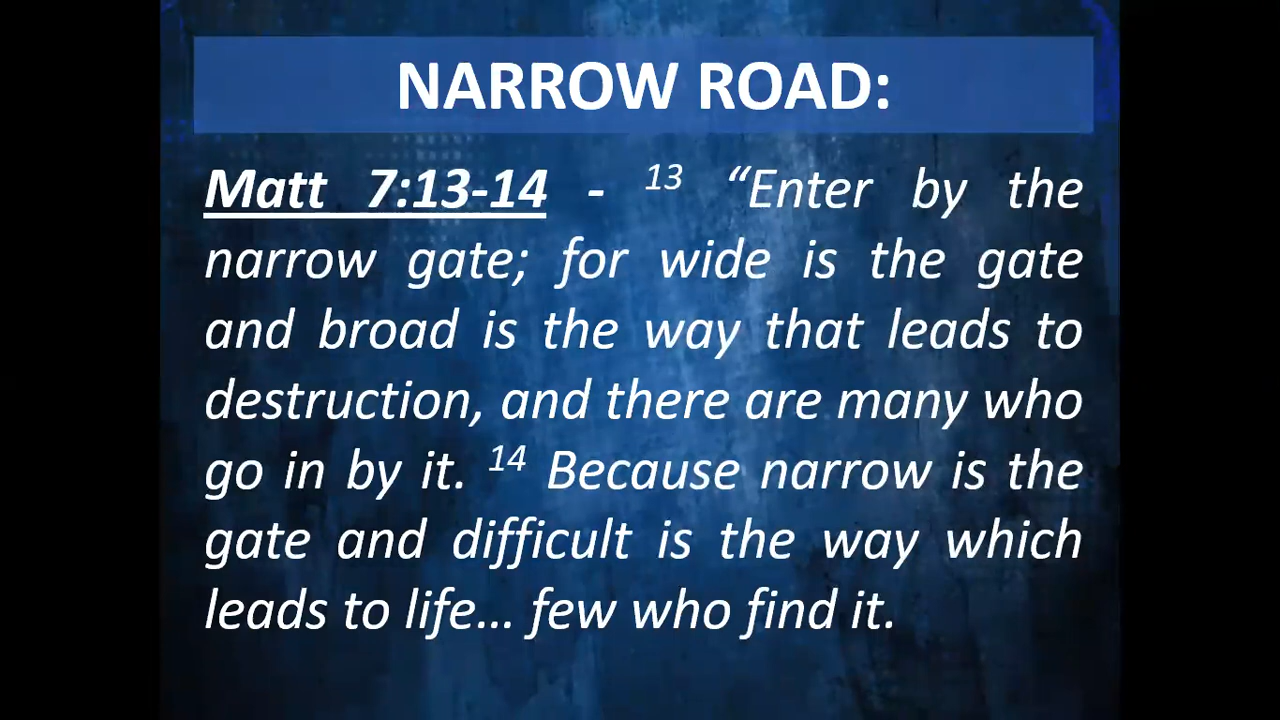 NARROW ROAD:
Matt 7:13-14 - 13 “Enter by the
narrow gate; for wide is the gate
and broad is the way that leads to
destruction, and there are many who
go in by it. 14 Because narrow is the
gate and difficult is the way which
leads to life… few who find it.